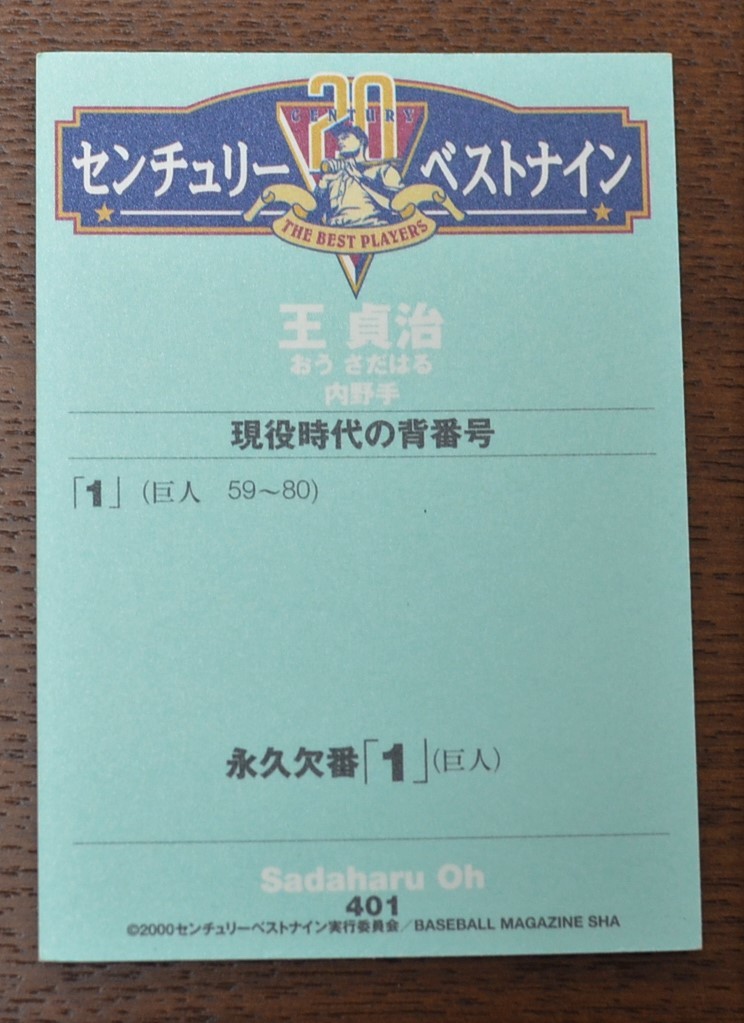 20
CENTURY
センチュリー ベストナイン
THE BEST PLAYERS
王 貞治
おう さだはる
内野手
現役時代の背番号
「1」 (巨人 59〜80)
永久欠番「1」(巨人)
Sadaharu Oh
401
©2000センチュリーベストナイン実行委員会/BASEBALL MAGAZINE SHA